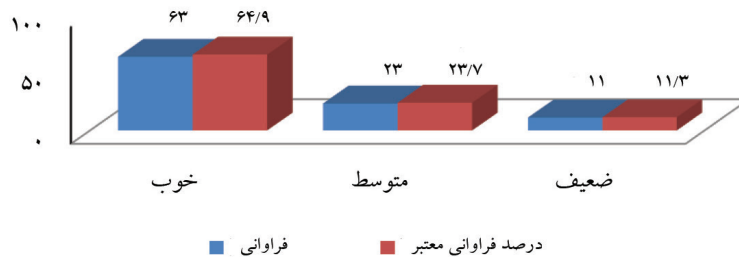 ۱۰۰
۶۳ ۶۴/۹ ۲۳ ۲۳/۷ ۱۱ ۱۱/۳
۵۰
۰
خوب متوسط ضعیف
فراوانی درصد فراوانی معتبر